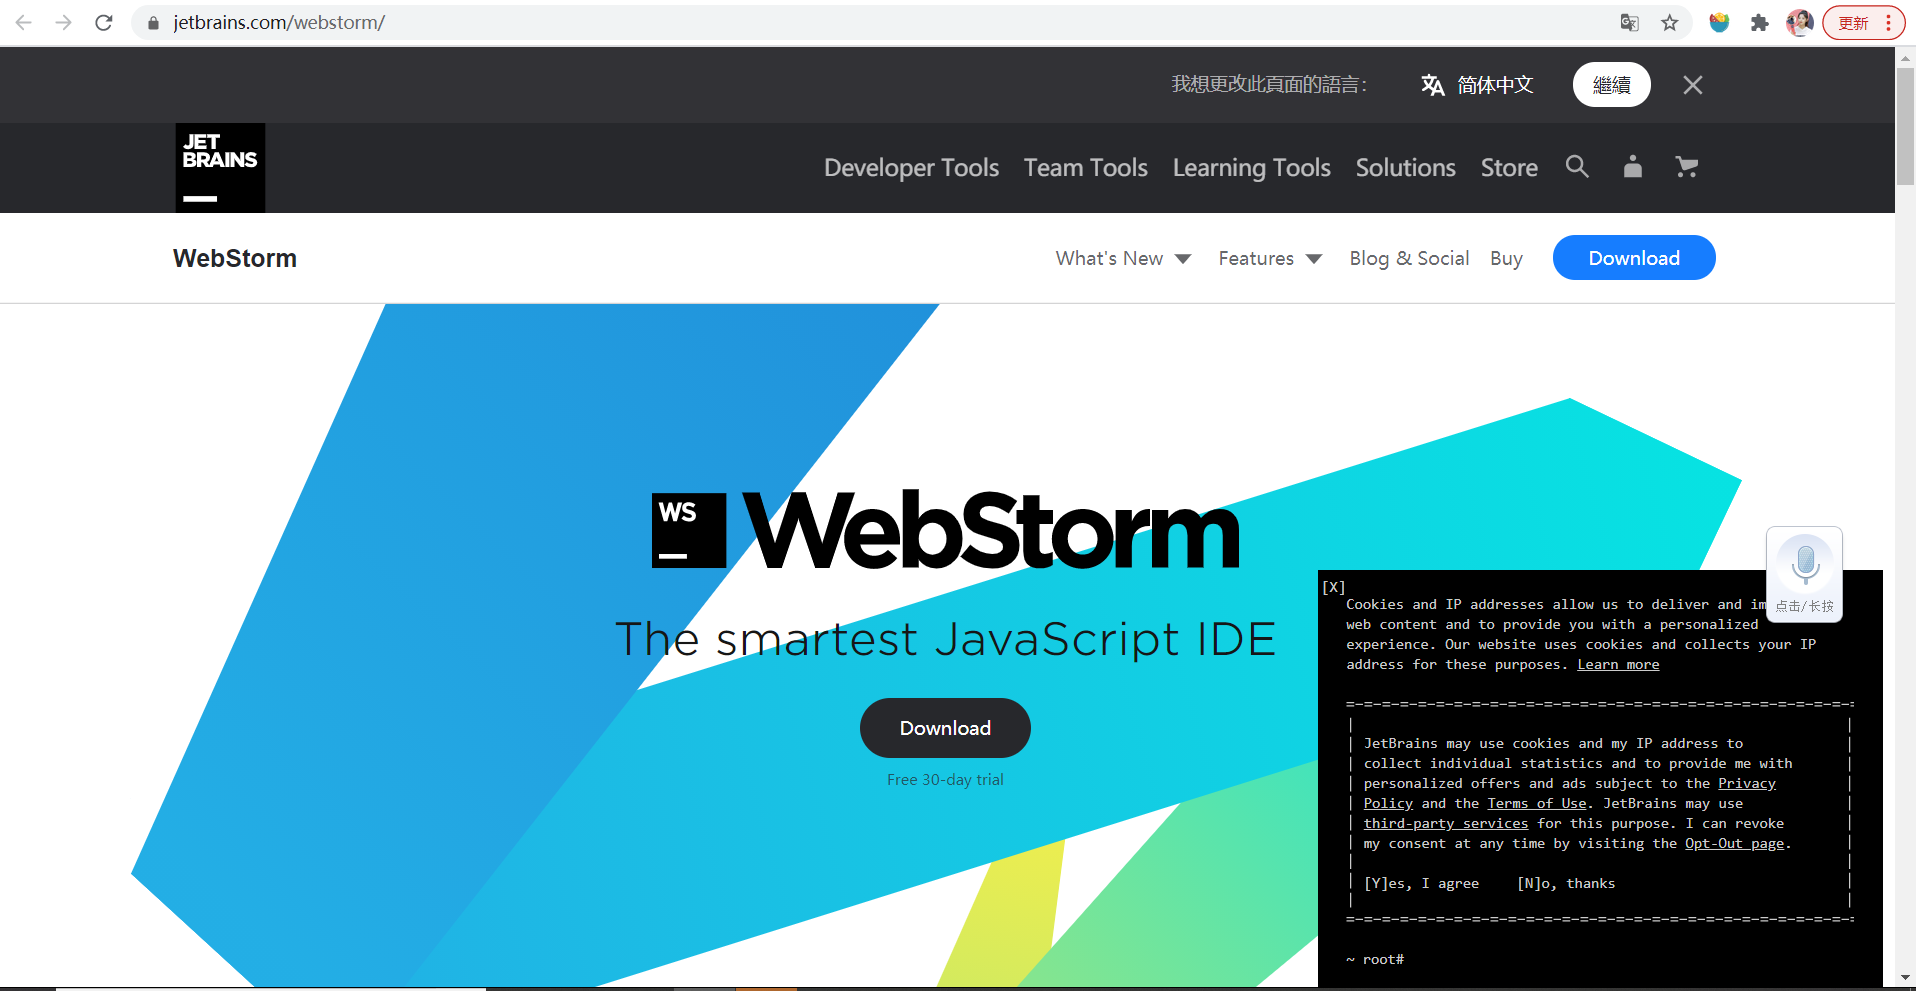 jetbrains.com/webstorm/
更新
我想更改此頁面的語言：
简体中文
繼續
JET
BRAINS
Developer Tools
Team Tools
Learning Tools
Solutions
Store
WebStorm
What's New
Features
Blog & Social
Buy
Download
WS
WebStorm
The smartest JavaScript IDE
Download
Free 30-day trial
点击/长按
[X]
Cookies and IP addresses allow us to deliver and im
web content and to provide you with a personalized
experience. Our website uses cookies and collects your IP
address for these purposes. Learn more
JetBrains may use cookies and my IP address to
collect individual statistics and to provide me with
personalized offers and ads subject to the Privacy
Policy and the Terms of Use. JetBrains may use
third-party services for this purpose. I can revoke
my consent at any time by visiting the Opt-Out page.
[Y]es, I agree [N]o, thanks
~ root#